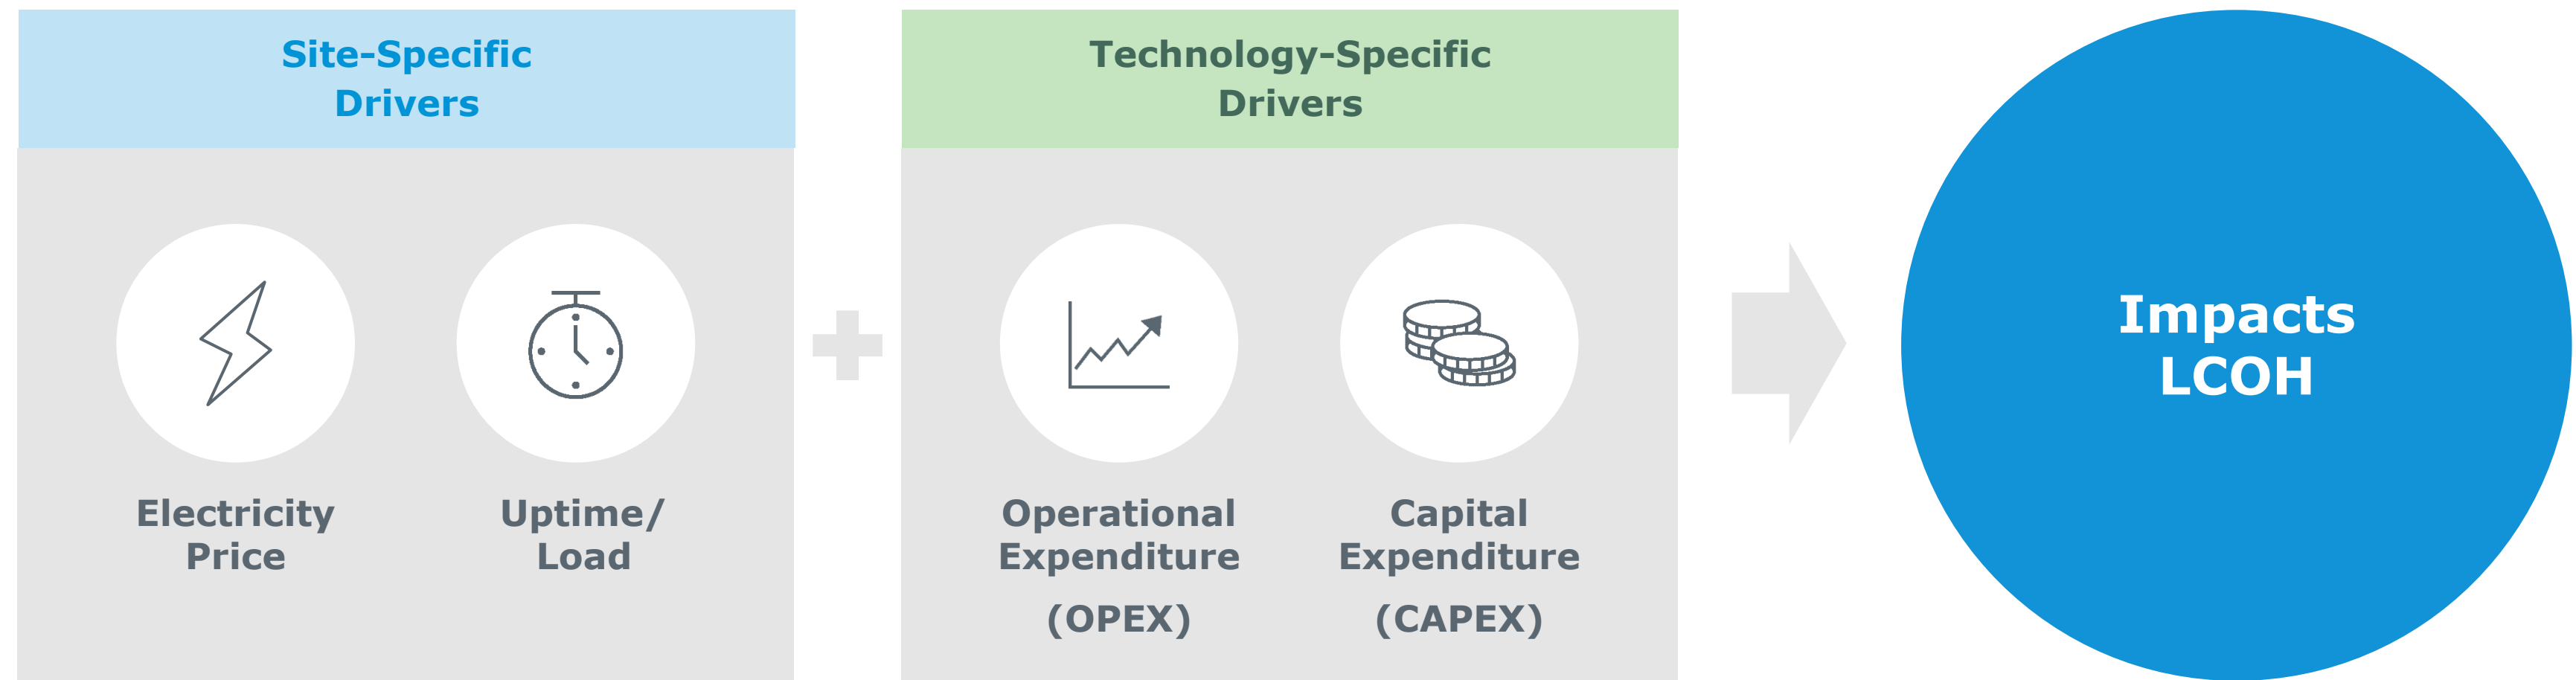 Site-Specific
Drivers
Electricity
Price
Uptime/
Load
Technology-Specific
Drivers
Operational
Expenditure
(OPEX)
Capital
Expenditure
(CAPEX)
Impacts
LCOH